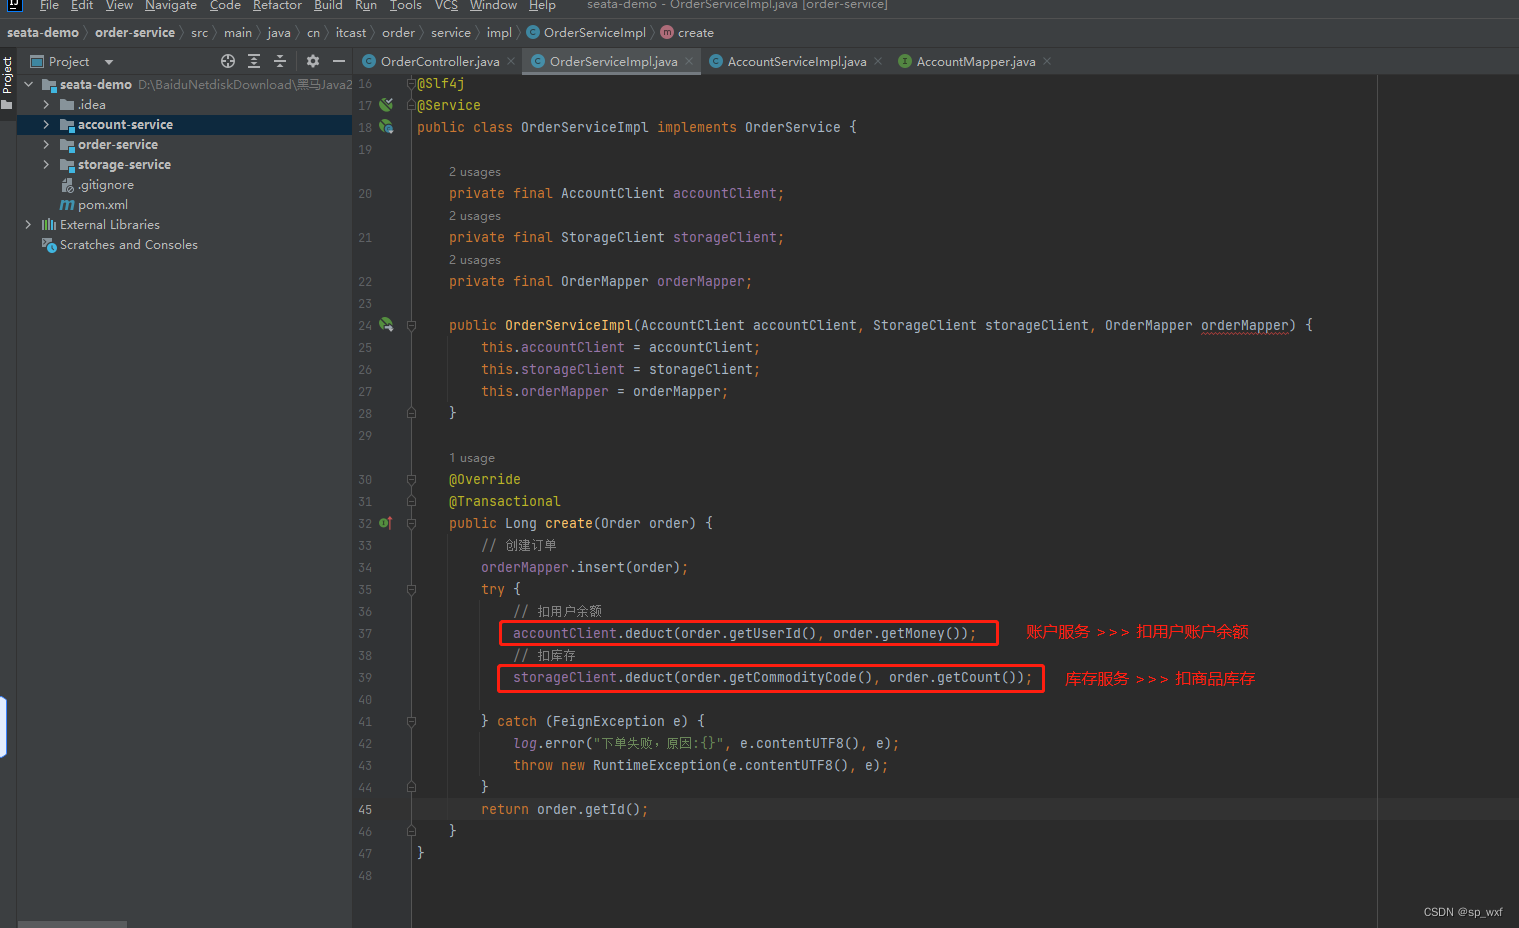 File Edit View Navigate Code Refactor Build Run Tools VCS Window Help seata-demo - OrderServiceImpl.java [order-service]
seata-demo order-service src main java cn itcast order service impl OrderServiceImpl create
Project OrderController.java OrderServiceImpl.java AccountServiceImpl.java AccountMapper.java
Project
seata-demo D:\BaiduNetdiskDownload\黑马Java2
.idea
account-service
order-service
storage-service
.gitignore
pom.xml
External Libraries
Scratches and Consoles
16 @Slf4j
17 @Service
18 public class OrderServiceImpl implements OrderService {
19
2 usages
20 private final AccountClient accountClient;
2 usages
21 private final StorageClient storageClient;
2 usages
22 private final OrderMapper orderMapper;
23
24 public OrderServiceImpl(AccountClient accountClient, StorageClient storageClient, OrderMapper orderMapper) {
25 this.accountClient = accountClient;
26 this.storageClient = storageClient;
27 this.orderMapper = orderMapper;
28 }
29
1 usage
30 @Override
31 @Transactional
32 public Long create(Order order) {
33 // 创建订单
34 orderMapper.insert(order);
35 try {
36 // 扣用户余额
37 accountClient.deduct(order.getUserId(), order.getMoney()); 账户服务 >>> 扣用户账户余额
38 // 扣库存
39 storageClient.deduct(order.getCommodityCode(), order.getCount()); 库存服务 >>> 扣商品库存
40
41 } catch (FeignException e) {
42 log.error("下单失败，原因:{}", e.contentUTF8(), e);
43 throw new RuntimeException(e.contentUTF8(), e);
44 }
45 return order.getId();
46 }
47 }
48
CSDN @sp_wxf